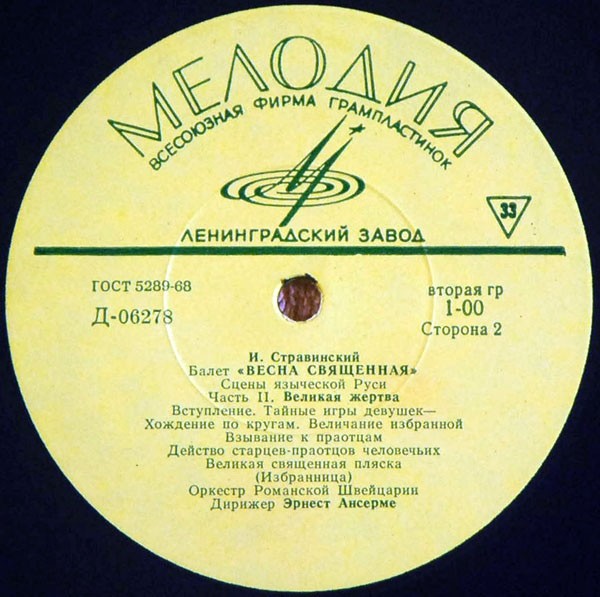 МЕЛОДИЯ
ВСЕСОЮЗНАЯ ФИРМА ГРАМПЛАСТИНОК
33
ЛЕНИНГРАДСКИЙ ЗАВОД
ГОСТ 5289-68
Д-06278
вторая гр
1-00
Сторона 2
И. Стравинский
Балет «ВЕСНА СВЯЩЕННАЯ»
Сцены языческой Руси
Часть II. Великая жертва
Вступление. Тайные игры девушек—
Хождение по кругам. Величание избранной
Взывание к праотцам
Действо старцев-праотцов человечьих
Великая священная пляска
(Избранница)
Оркестр Романской Швейцарии
Дирижер Эрнест Ансерме